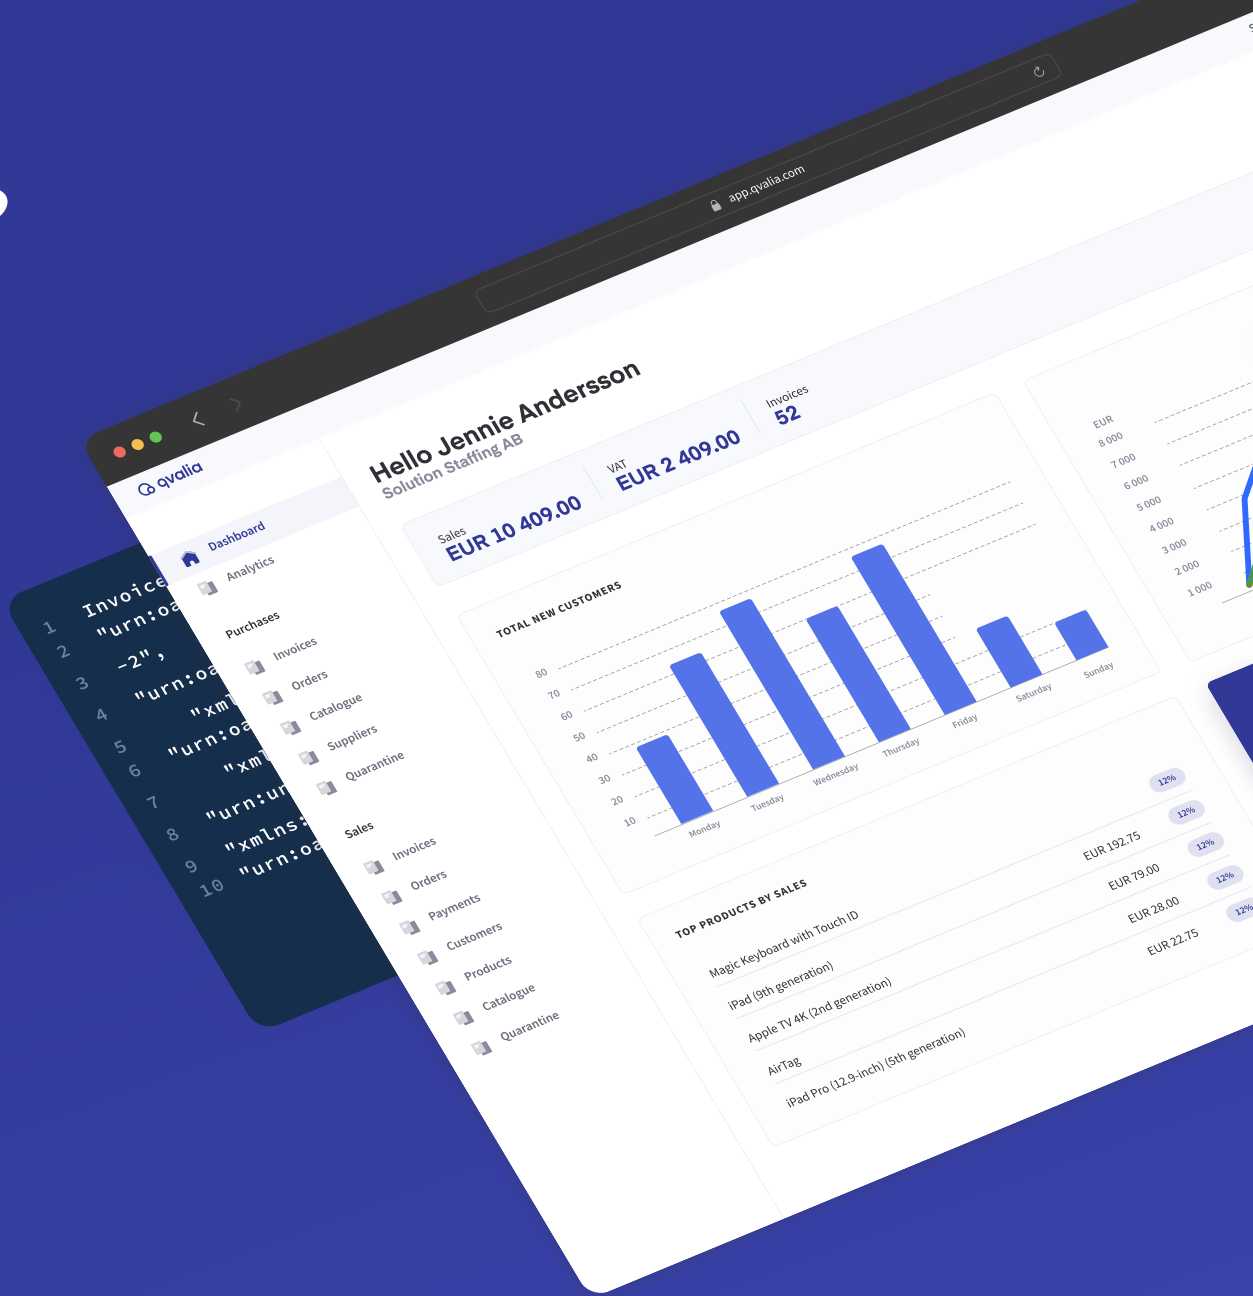 app.qvalia.com
qvalia
Dashboard
Analytics
Purchases
Invoices
Orders
Catalogue
Suppliers
Quarantine
Sales
Invoices
Orders
Payments
Customers
Products
Catalogue
Quarantine
Hello Jennie Andersson
Solution Staffing AB
Sales
EUR 10 409.00
VAT
EUR 2 409.00
Invoices
52
TOTAL NEW CUSTOMERS
80
70
60
50
40
30
20
10
Monday
Tuesday
Wednesday
Thursday
Friday
Saturday
Sunday
EUR
8 000
7 000
6 000
5 000
4 000
3 000
2 000
1 000
TOP PRODUCTS BY SALES
12%
Magic Keyboard with Touch ID EUR 192.75 12%
iPad (9th generation) EUR 79.00 12%
Apple TV 4K (2nd generation) EUR 28.00 12%
AirTag EUR 22.75 12%
iPad Pro (12.9-inch) (5th generation)
1 Invoice
2 "urn:oa
3 -2",
4 "urn:oa
5 "xml
6 "urn:oa
7 "xml
8 "urn:un
9 "xmlns:
10 "urn:oa